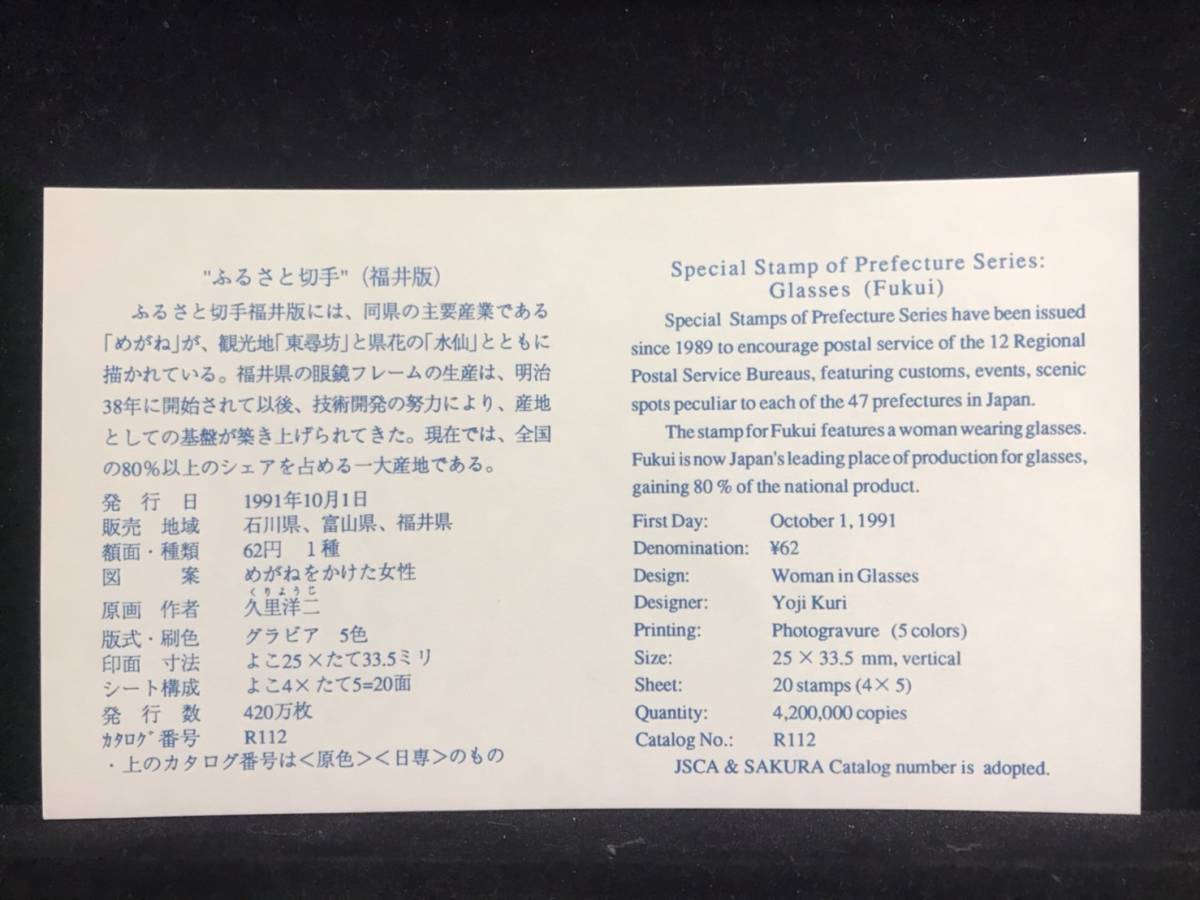 "ふるさと切手"（福井版）
ふるさと切手福井版には、同県の主要産業である
「めがね」が、観光地「東尋坊」と県花の「水仙」とともに
描かれている。福井県の眼鏡フレームの生産は、明治
38年に開始されて以後、技術開発の努力により、産地
としての基盤が築き上げられてきた。現在では、全国
の80％以上のシェアを占める一大産地である。
発行日 1991年10月1日
販売地域 石川県、富山県、福井県
額面・種類 62円 1種
図案 めがねをかけた女性
くりようじ
原画作者 久里洋二
版式・刷色 グラビア 5色
印面寸法 よこ25×たて33.5ミリ
シート構成 よこ4×たて5=20面
発行数 420万枚
ｶﾀﾛｸﾞ番号 R112
・上のカタログ番号は＜原色＞＜日専＞のもの
Special Stamp of Prefecture Series:
Glasses (Fukui)
Special Stamps of Prefecture Series have been issued
since 1989 to encourage postal service of the 12 Regional
Postal Service Bureaus, featuring customs, events, scenic
spots peculiar to each of the 47 prefectures in Japan.
The stamp for Fukui features a woman wearing glasses.
Fukui is now Japan's leading place of production for glasses,
gaining 80 % of the national product.
First Day: October 1, 1991
Denomination: ¥62
Design: Woman in Glasses
Designer: Yoji Kuri
Printing: Photogravure (5 colors)
Size: 25 × 33.5 mm, vertical
Sheet: 20 stamps (4 × 5)
Quantity: 4,200,000 copies
Catalog No.: R112
JSCA & SAKURA Catalog number is adopted.